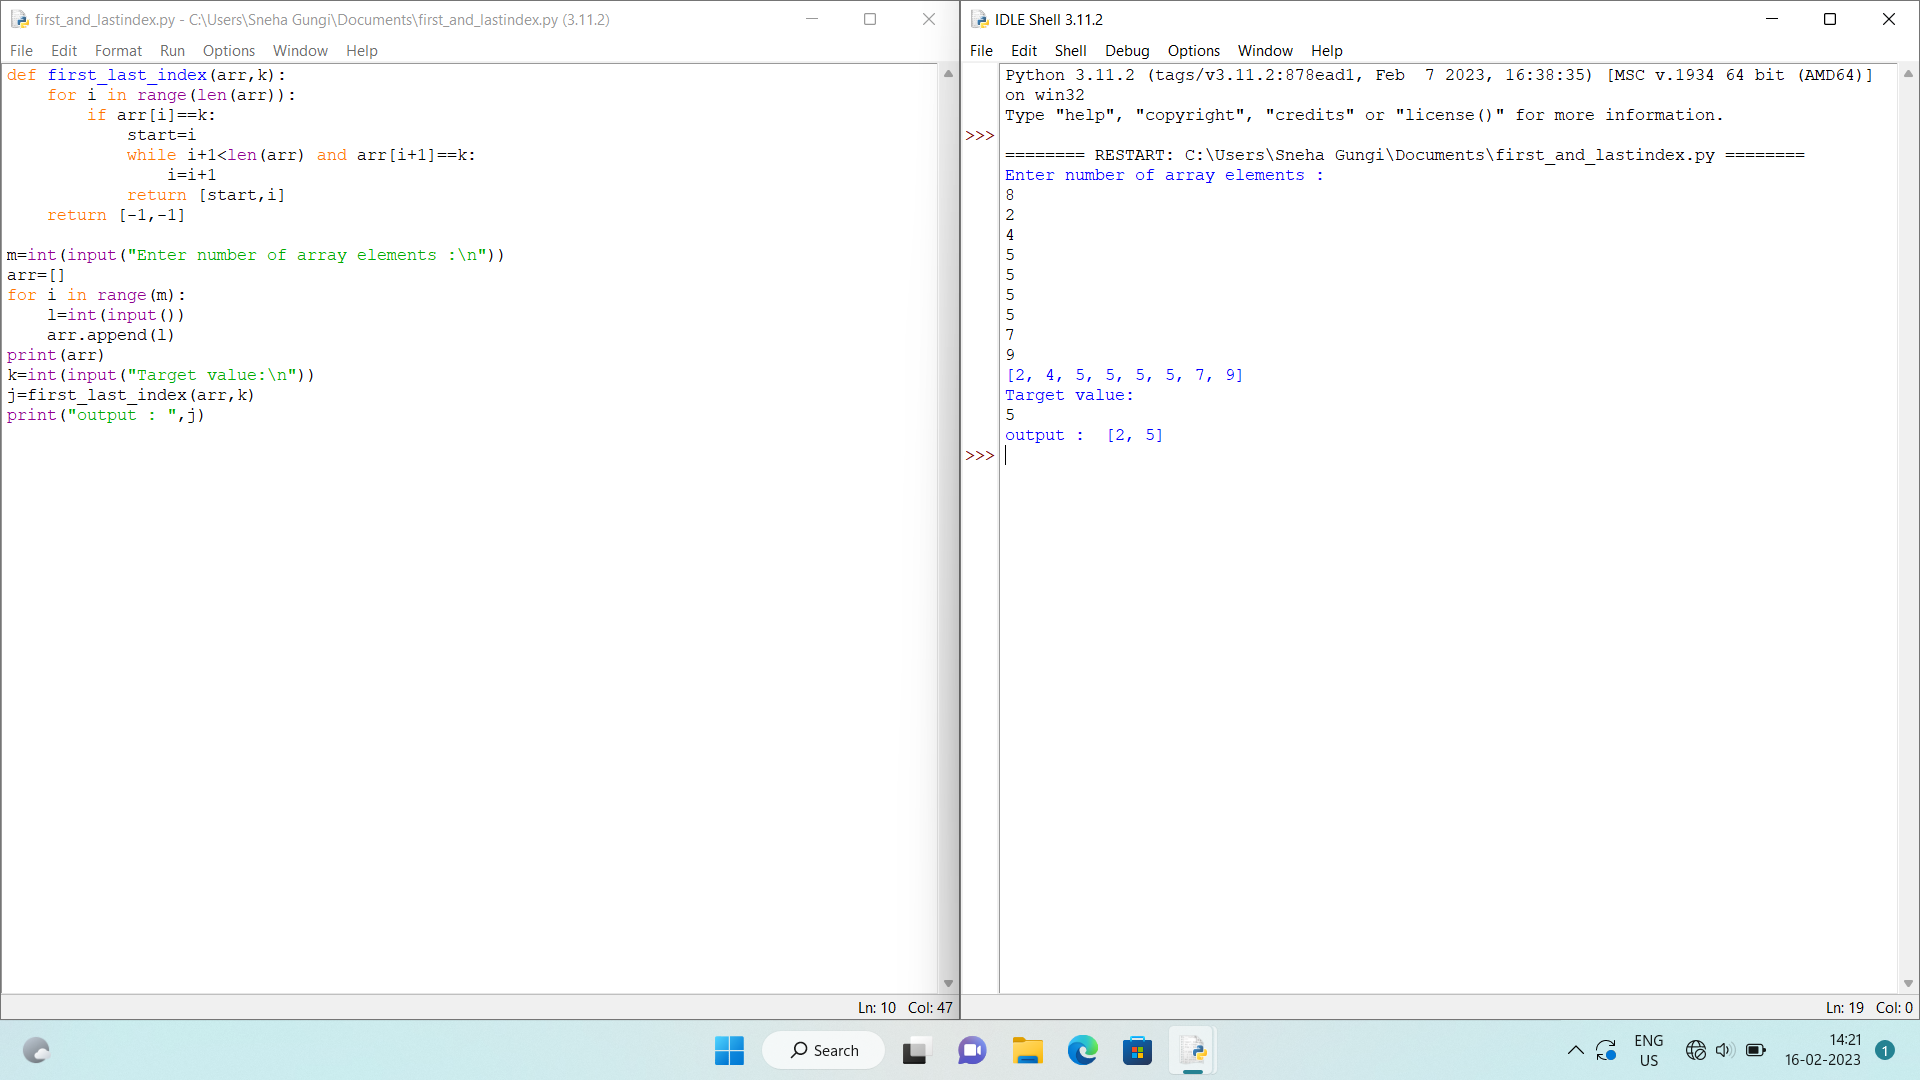 first_and_lastindex.py - C:\Users\Sneha Gungi\Documents\first_and_lastindex.py (3.11.2)
File Edit Format Run Options Window Help
def first_last_index(arr,k):
    for i in range(len(arr)):
        if arr[i]==k:
            start=i
            while i+1<len(arr) and arr[i+1]==k:
                i=i+1
            return [start,i]
    return [-1,-1]

m=int(input("Enter number of array elements :\n"))
arr=[]
for i in range(m):
    l=int(input())
    arr.append(l)
print(arr)
k=int(input("Target value:\n"))
j=first_last_index(arr,k)
print("output : ",j)
Ln: 10 Col: 47
IDLE Shell 3.11.2
File Edit Shell Debug Options Window Help
Python 3.11.2 (tags/v3.11.2:878ead1, Feb  7 2023, 16:38:35) [MSC v.1934 64 bit (AMD64)]
on win32
Type "help", "copyright", "credits" or "license()" for more information.
>>>
======== RESTART: C:\Users\Sneha Gungi\Documents\first_and_lastindex.py ========
Enter number of array elements :
8
2
4
5
5
5
5
7
9
[2, 4, 5, 5, 5, 5, 7, 9]
Target value:
5
output :  [2, 5]
>>>
Ln: 19 Col: 0
Search
ENG
US
14:21
16-02-2023
1